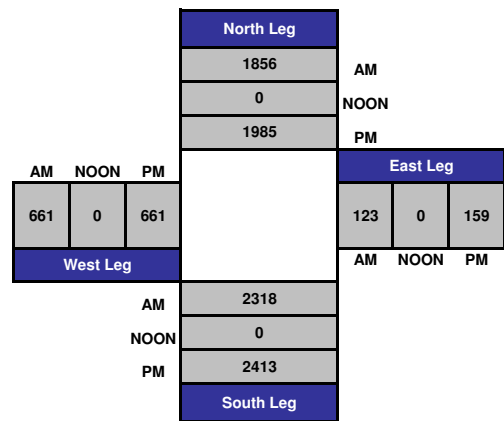 North Leg
1856 AM
0 NOON
1985 PM
AM NOON PM East Leg
661 0 661 123 0 159
West Leg AM NOON PM
AM 2318
NOON 0
PM 2413
South Leg